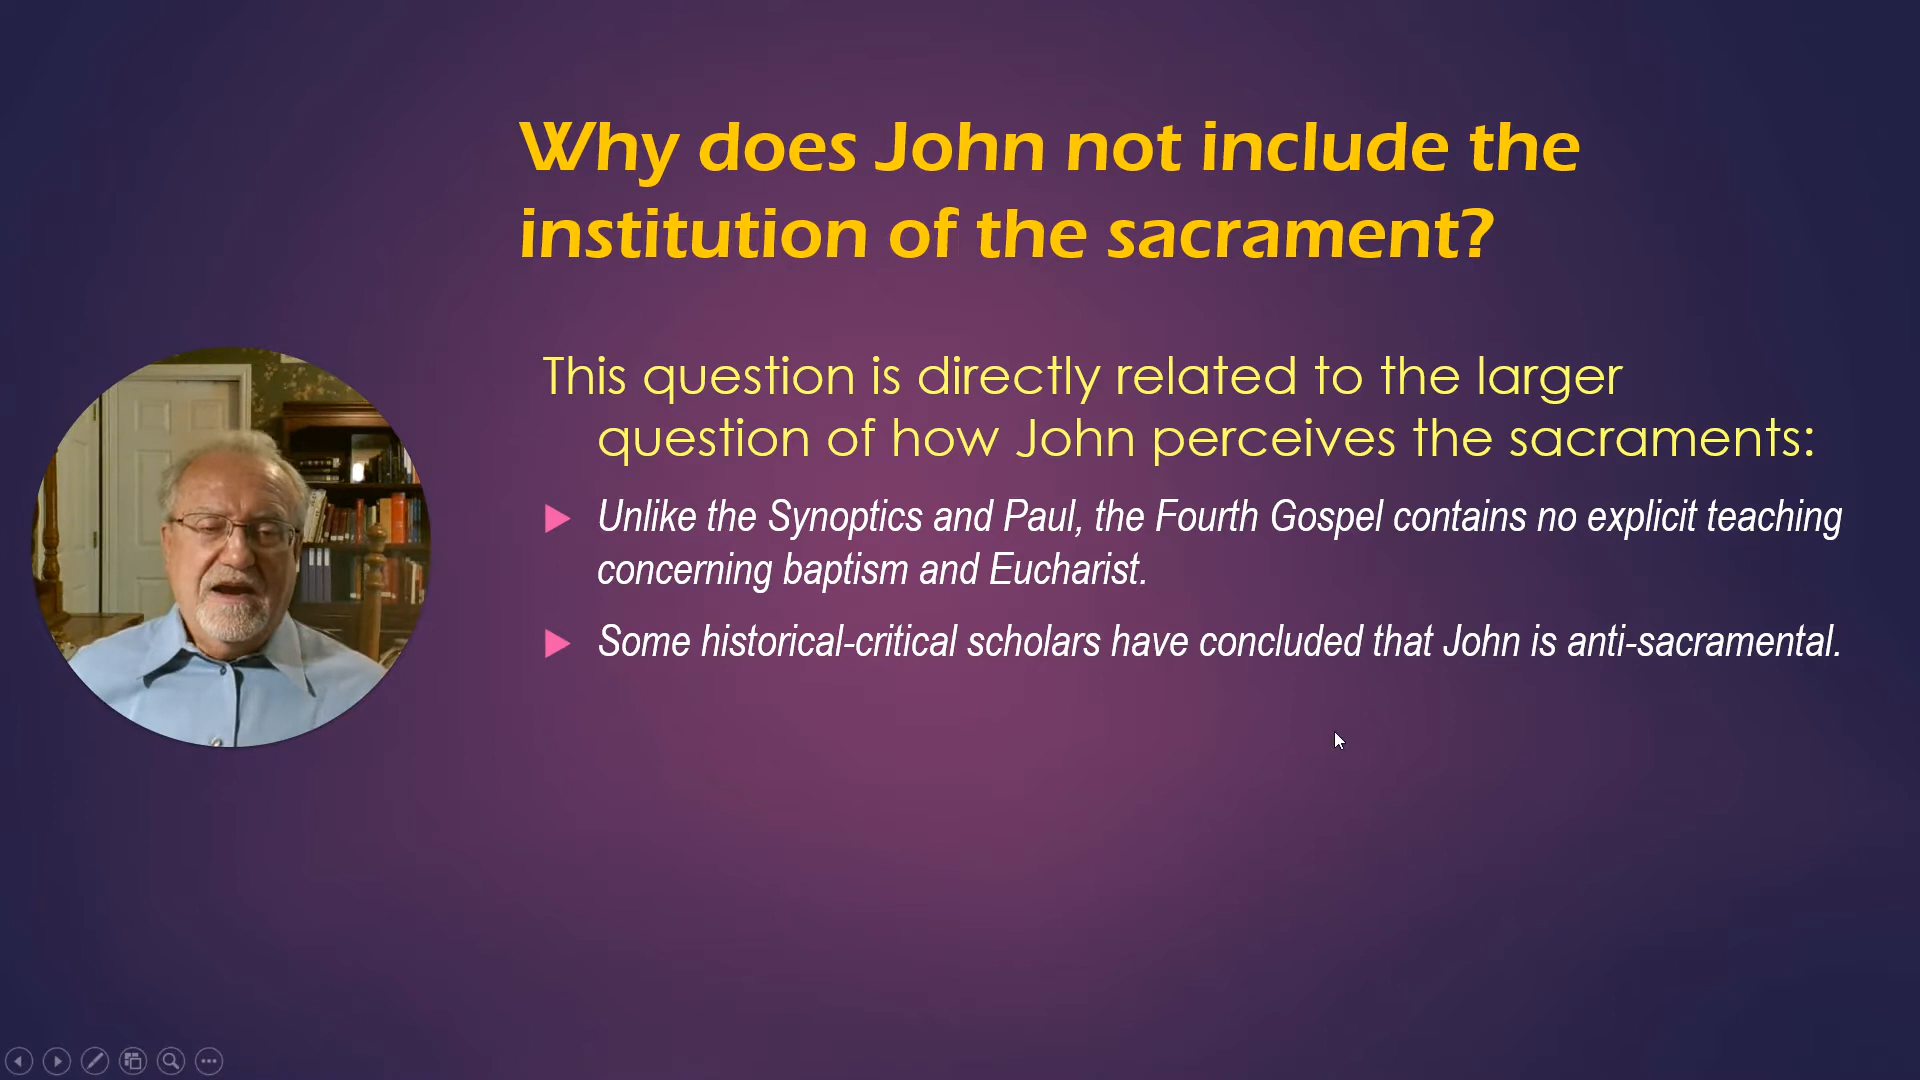 Why does John not include the
institution of the sacrament?
This question is directly related to the larger
question of how John perceives the sacraments:
Unlike the Synoptics and Paul, the Fourth Gospel contains no explicit teaching
concerning baptism and Eucharist.
Some historical-critical scholars have concluded that John is anti-sacramental.